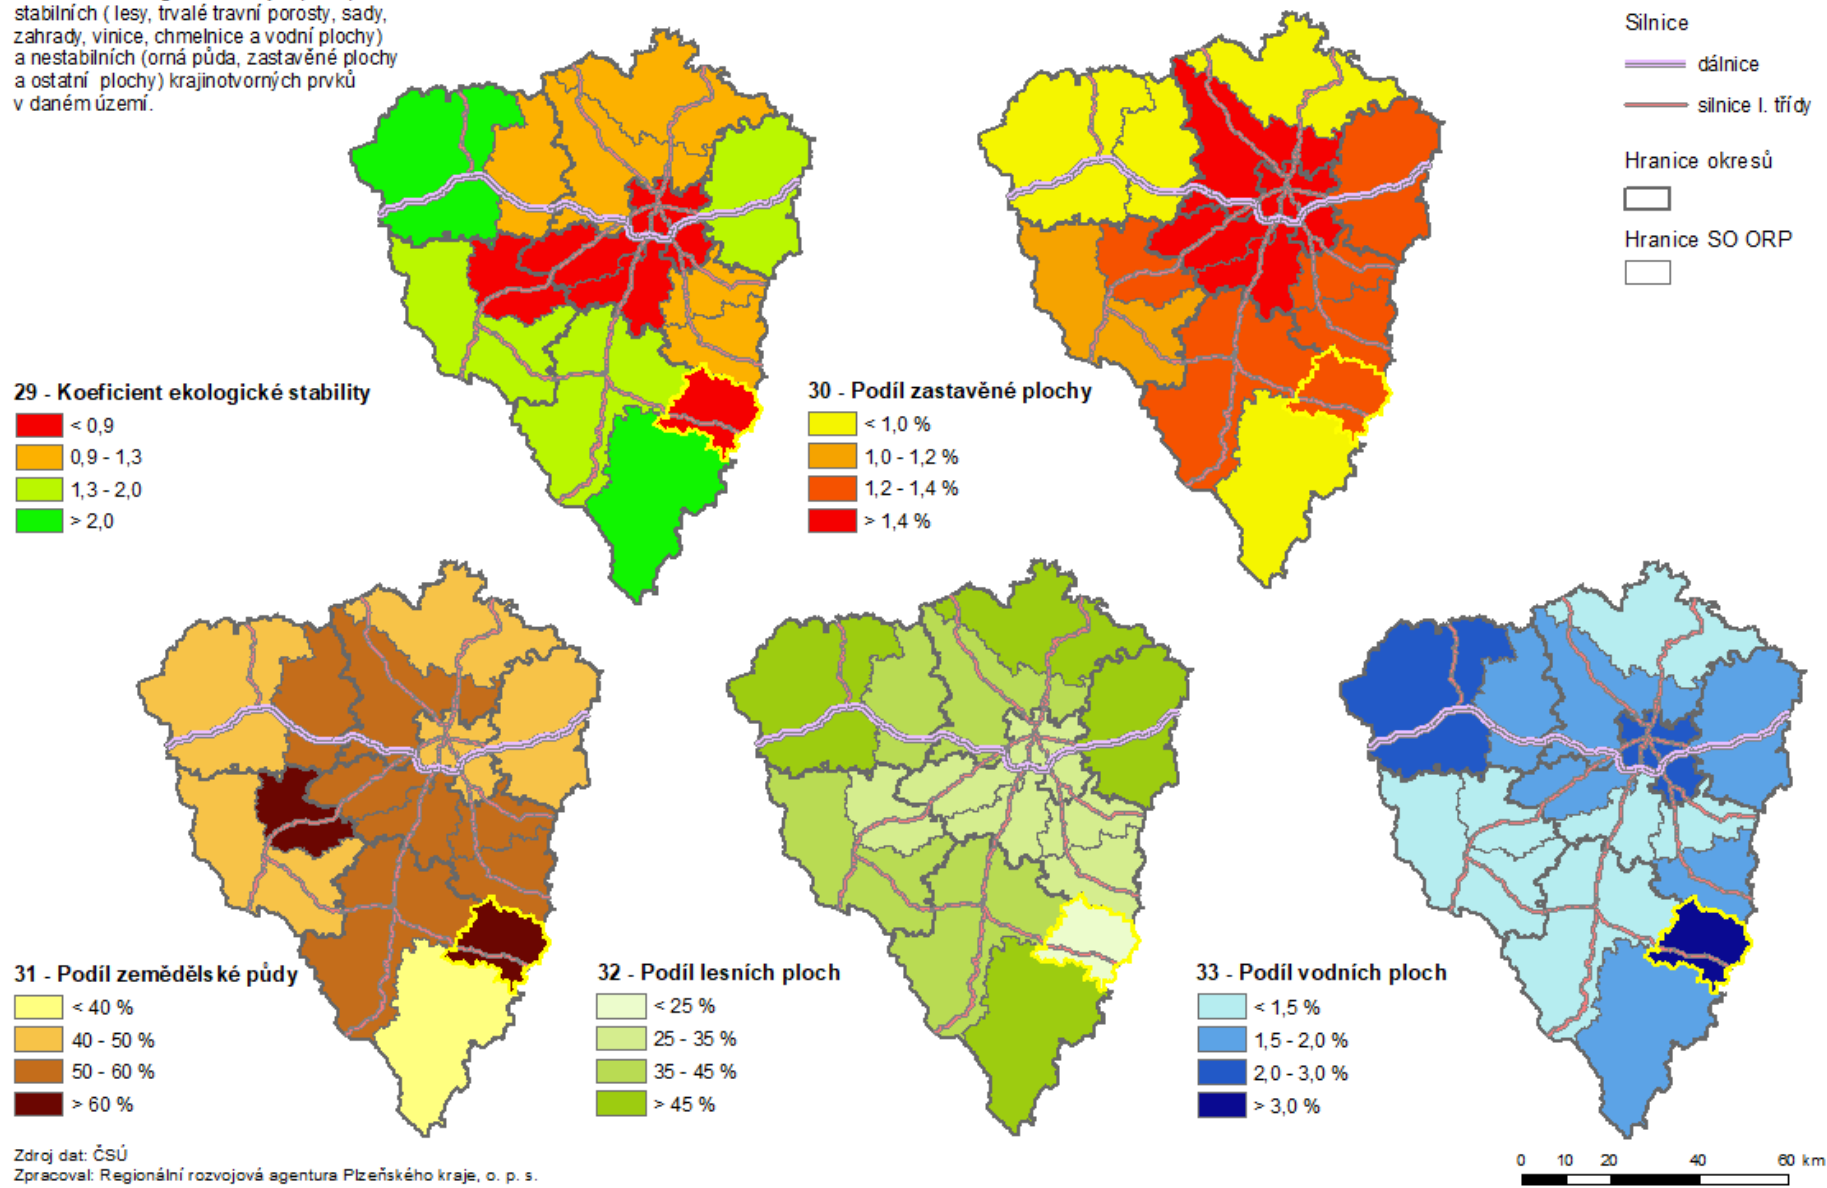 stabilních ( lesy, trvalé travní porosty, sady,
zahrady, vinice, chmelnice a vodní plochy)
a nestabilních (orná půda, zastavěné plochy
a ostatní plochy) krajinotvorných prvků
v daném území.
Silnice
dálnice
silnice I. třídy
Hranice okresů
Hranice SO ORP
29 - Koeficient ekologické stability
< 0,9
0,9 - 1,3
1,3 - 2,0
> 2,0
30 - Podíl zastavěné plochy
< 1,0 %
1,0 - 1,2 %
1,2 - 1,4 %
> 1,4 %
31 - Podíl zemědělské půdy
< 40 %
40 - 50 %
50 - 60 %
> 60 %
32 - Podíl lesních ploch
< 25 %
25 - 35 %
35 - 45 %
> 45 %
33 - Podíl vodních ploch
< 1,5 %
1,5 - 2,0 %
2,0 - 3,0 %
> 3,0 %
Zdroj dat: ČSÚ
Zpracoval: Regionální rozvojová agentura Plzeňského kraje, o. p. s.
0 10 20 40 60 km